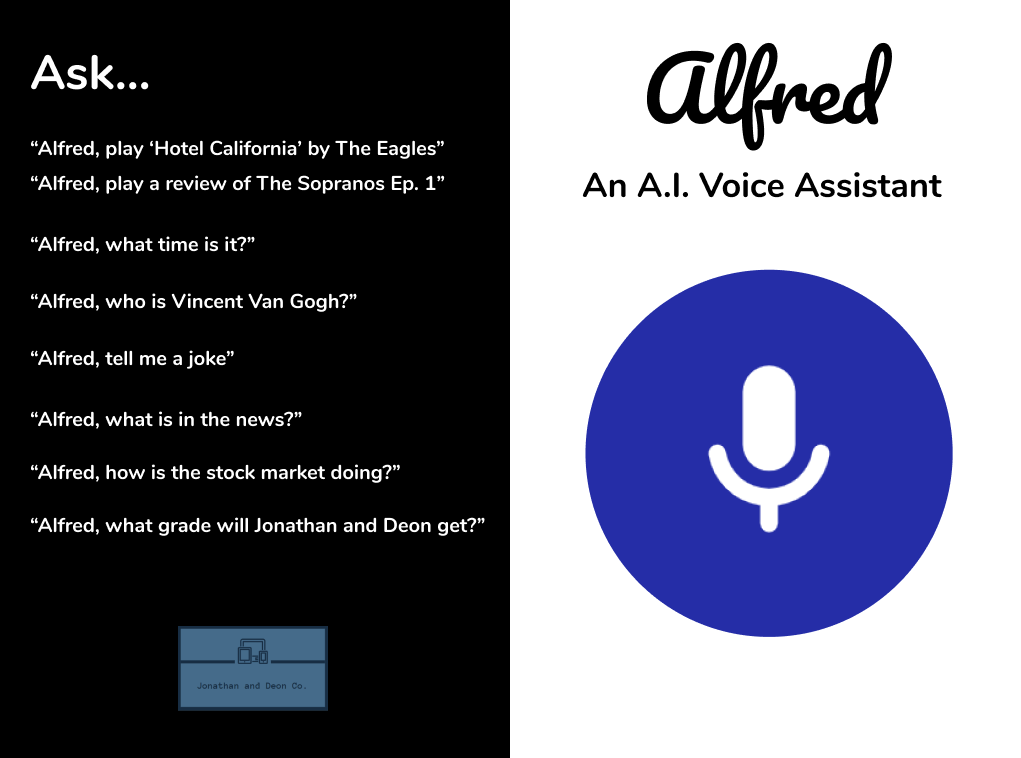 Ask...
“Alfred, play ‘Hotel California’ by The Eagles”
“Alfred, play a review of The Sopranos Ep. 1”
“Alfred, what time is it?”
“Alfred, who is Vincent Van Gogh?”
“Alfred, tell me a joke”
“Alfred, what is in the news?”
“Alfred, how is the stock market doing?”
“Alfred, what grade will Jonathan and Deon get?”
Jonathan and Deon Co.
Alfred
An A.I. Voice Assistant